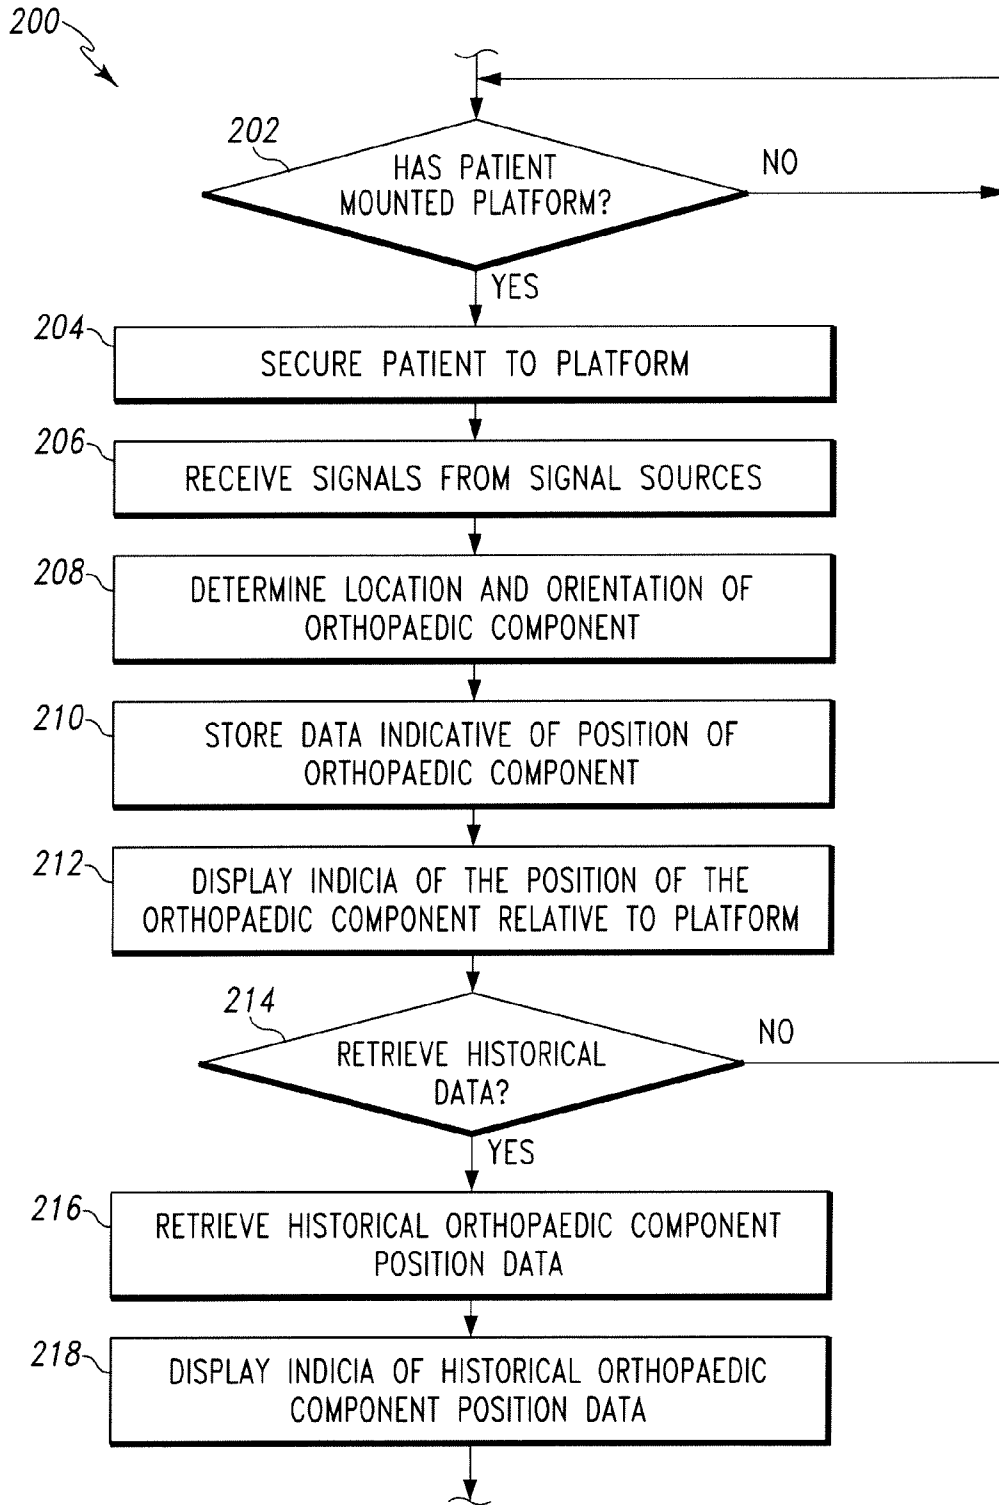 200
202
HAS PATIENT
MOUNTED PLATFORM?
NO
YES
204
SECURE PATIENT TO PLATFORM
206
RECEIVE SIGNALS FROM SIGNAL SOURCES
208
DETERMINE LOCATION AND ORIENTATION OF
ORTHOPAEDIC COMPONENT
210
STORE DATA INDICATIVE OF POSITION OF
ORTHOPAEDIC COMPONENT
212
DISPLAY INDICIA OF THE POSITION OF THE
ORTHOPAEDIC COMPONENT RELATIVE TO PLATFORM
214
RETRIEVE HISTORICAL
DATA?
NO
YES
216
RETRIEVE HISTORICAL ORTHOPAEDIC COMPONENT
POSITION DATA
218
DISPLAY INDICIA OF HISTORICAL ORTHOPAEDIC
COMPONENT POSITION DATA